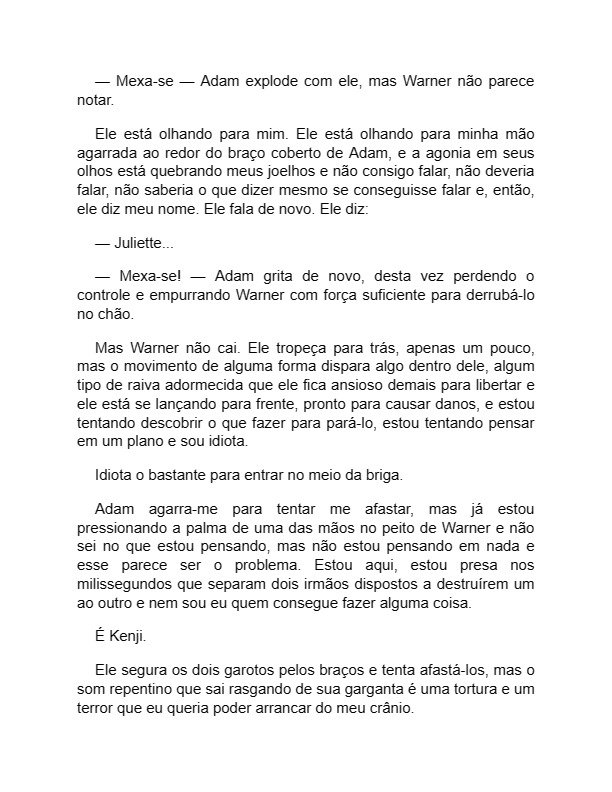 — Mexa-se — Adam explode com ele, mas Warner não parece
notar.
Ele está olhando para mim. Ele está olhando para minha mão
agarrada ao redor do braço coberto de Adam, e a agonia em seus
olhos está quebrando meus joelhos e não consigo falar, não deveria
falar, não saberia o que dizer mesmo se conseguisse falar e, então,
ele diz meu nome. Ele fala de novo. Ele diz:
— Juliette...
— Mexa-se! — Adam grita de novo, desta vez perdendo o
controle e empurrando Warner com força suficiente para derrubá-lo
no chão.
Mas Warner não cai. Ele tropeça para trás, apenas um pouco,
mas o movimento de alguma forma dispara algo dentro dele, algum
tipo de raiva adormecida que ele fica ansioso demais para libertar e
ele está se lançando para frente, pronto para causar danos, e estou
tentando descobrir o que fazer para pará-lo, estou tentando pensar
em um plano e sou idiota.
Idiota o bastante para entrar no meio da briga.
Adam agarra-me para tentar me afastar, mas já estou
pressionando a palma de uma das mãos no peito de Warner e não
sei no que estou pensando, mas não estou pensando em nada e
esse parece ser o problema. Estou aqui, estou presa nos
milissegundos que separam dois irmãos dispostos a destruírem um
ao outro e nem sou eu quem consegue fazer alguma coisa.
É Kenji.
Ele segura os dois garotos pelos braços e tenta afastá-los, mas o
som repentino que sai rasgando de sua garganta é uma tortura e um
terror que eu queria poder arrancar do meu crânio.